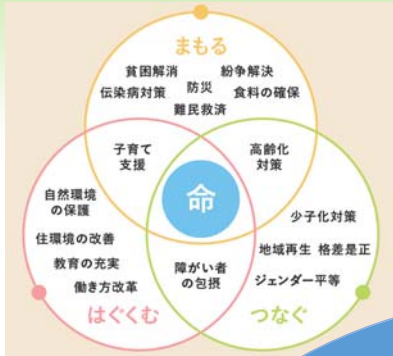 まもる
貧困解消 紛争解決
伝染病対策 防災 食料の確保
難民救済
子育て
支援
高齢化
対策
命
自然環境
の保護
住環境の改善
教育の充実
働き方改革
はぐくむ
障がい者
の包摂
少子化対策
地域再生 格差是正
ジェンダー平等
つなぐ